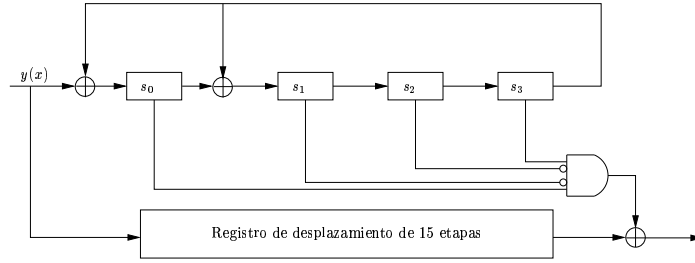 y(x)
s₀ s₁ s₂ s₃
Registro de desplazamiento de 15 etapas